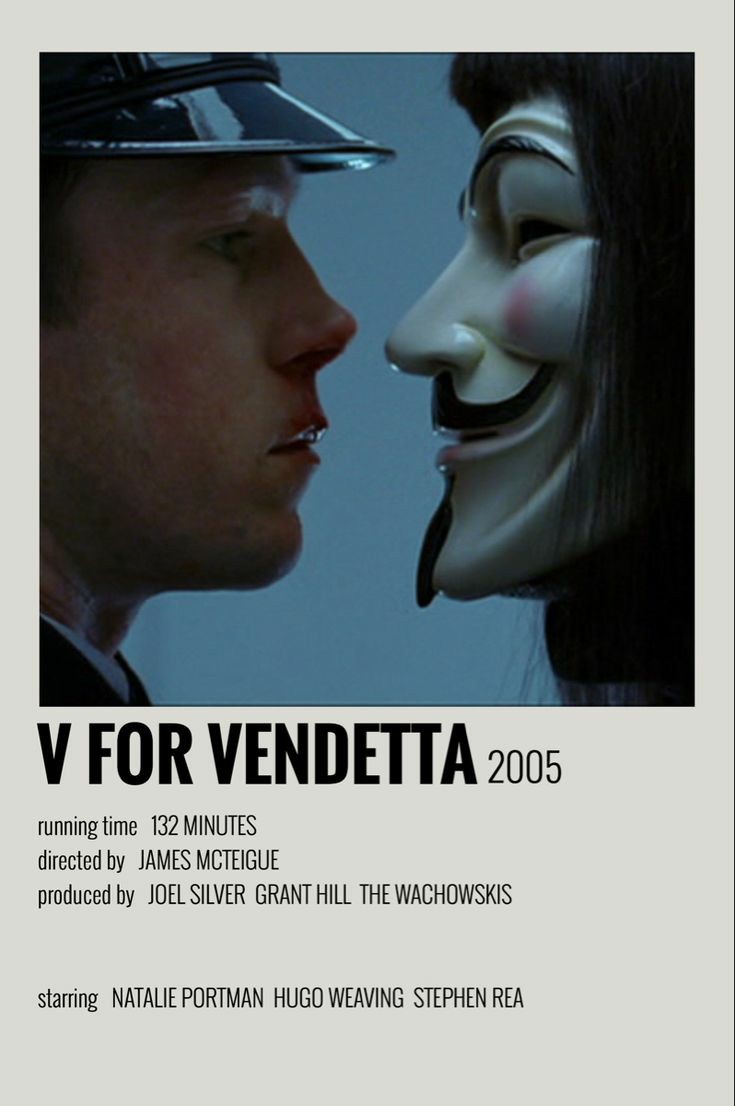 V FOR VENDETTA 2005
running time 132 MINUTES
directed by JAMES MCTEIGUE
produced by JOEL SILVER GRANT HILL THE WACHOWSKIS
starring NATALIE PORTMAN HUGO WEAVING STEPHEN REA